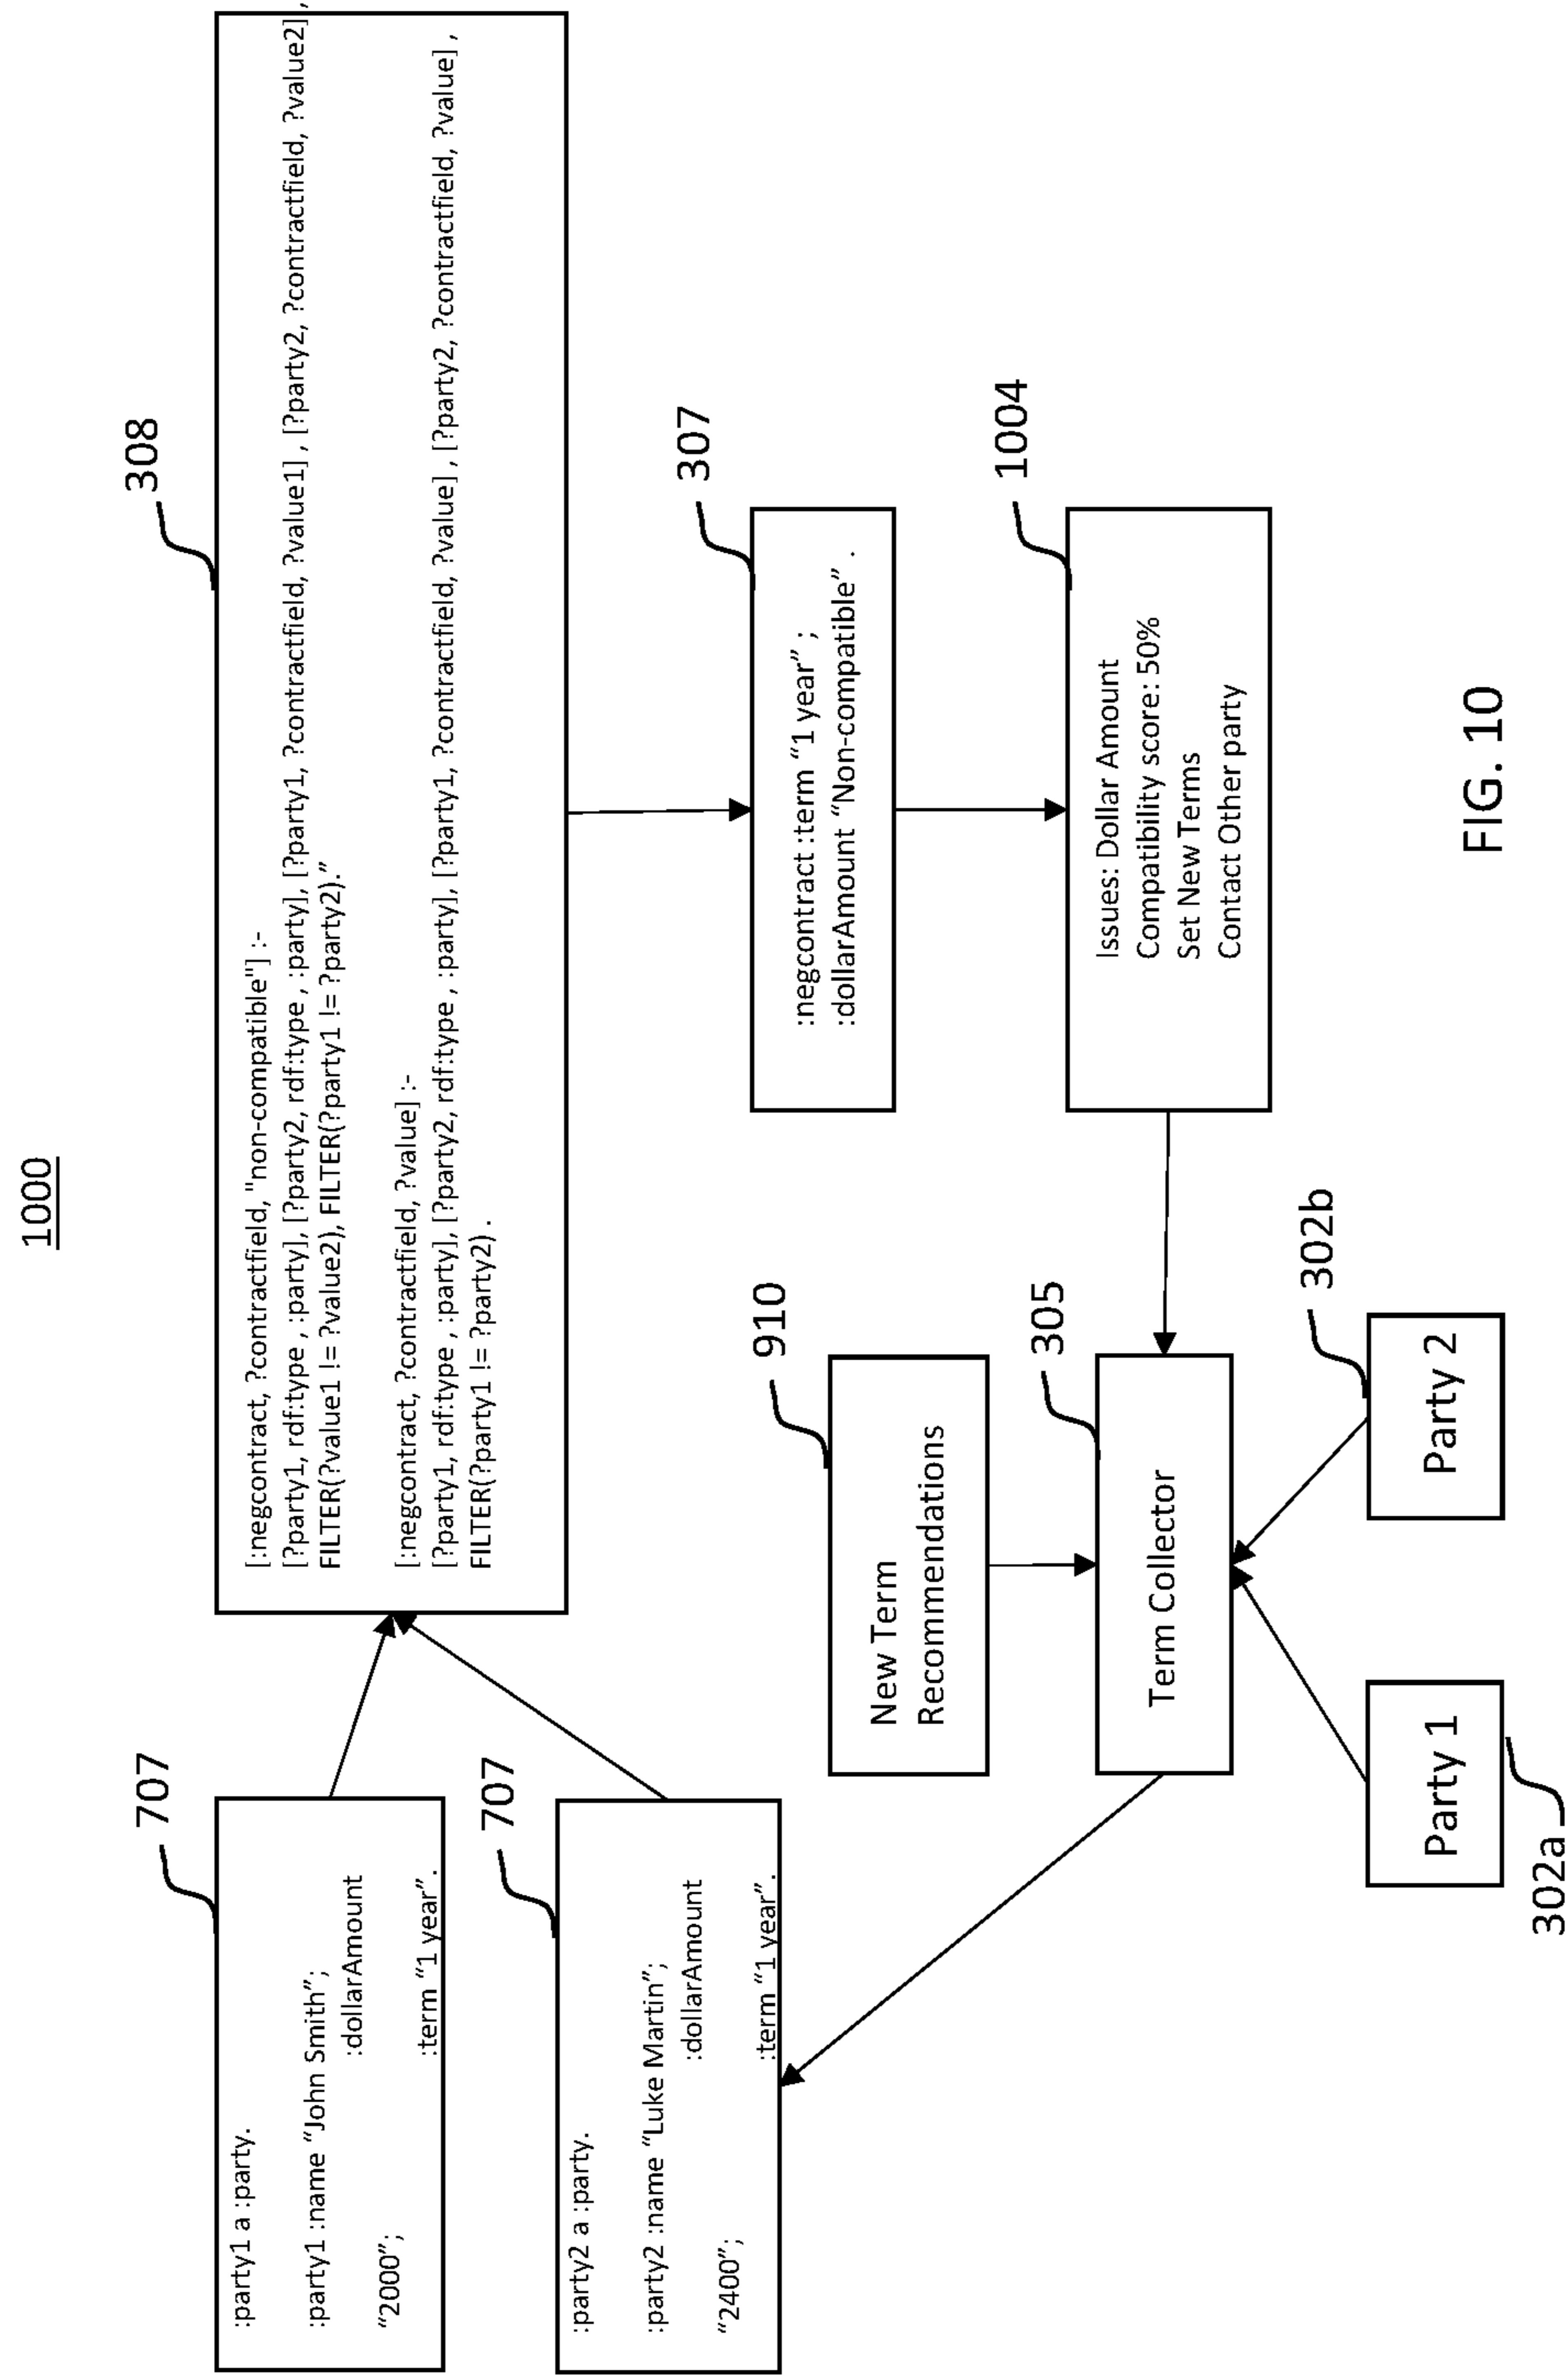 1000
707
:party1 a :party.
:party1 :name “John Smith”;
:dollarAmount
“2000”;
:term “1 year”.
707
:party2 a :party.
:party2 :name “Luke Martin”;
:dollarAmount
“2400”;
:term “1 year”.
308
[:negcontract, ?contractfield, "non-compatible"] :-
[?party1, rdf:type , :party], [?party2, rdf:type , :party], [?party1, ?contractfield, ?value1] , [?party2, ?contractfield, ?value2] ,
FILTER(?value1 != ?value2), FILTER(?party1 != ?party2).”
[:negcontract, ?contractfield, ?value] :-
[?party1, rdf:type , :party], [?party2, rdf:type , :party], [?party1, ?contractfield, ?value] , [?party2, ?contractfield, ?value] ,
FILTER(?party1 != ?party2) .
307
:negcontract :term “1 year” ;
:dollarAmount “Non-compatible” .
1004
Issues: Dollar Amount
Compatibility score: 50%
Set New Terms
Contact Other party
910
New Term
Recommendations
305
Term Collector
302b
Party 2
Party 1
302a
FIG. 10